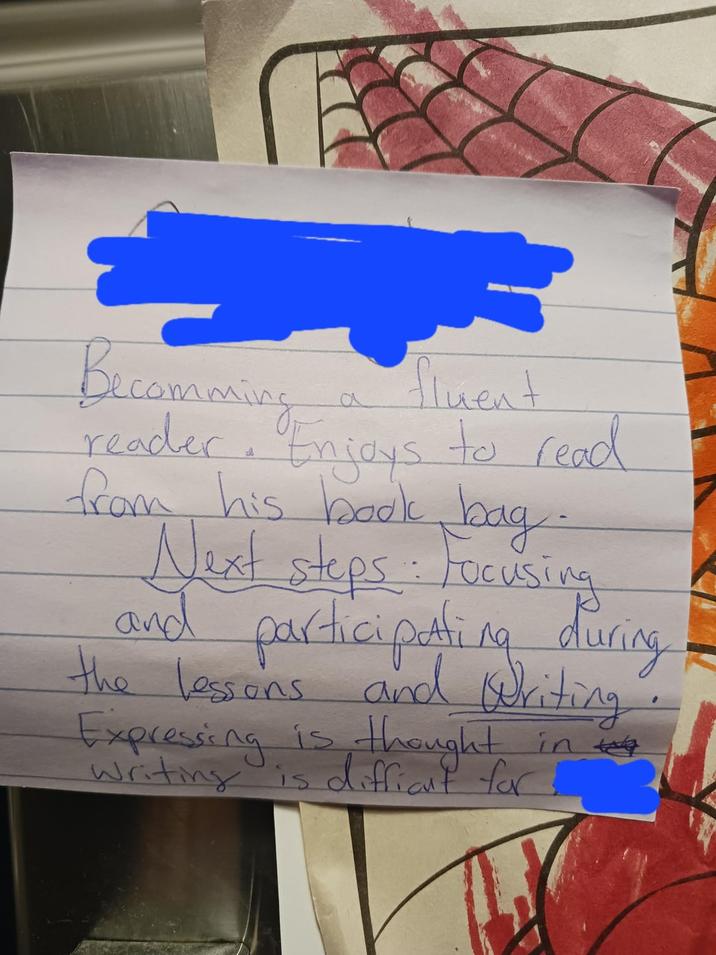 Becomming a fluent
reader. Enjoys to read
from his book bag.
Next steps: Focusing
and participating during
the lessons and Writing.
Expressing is thought in
writing is difficut for